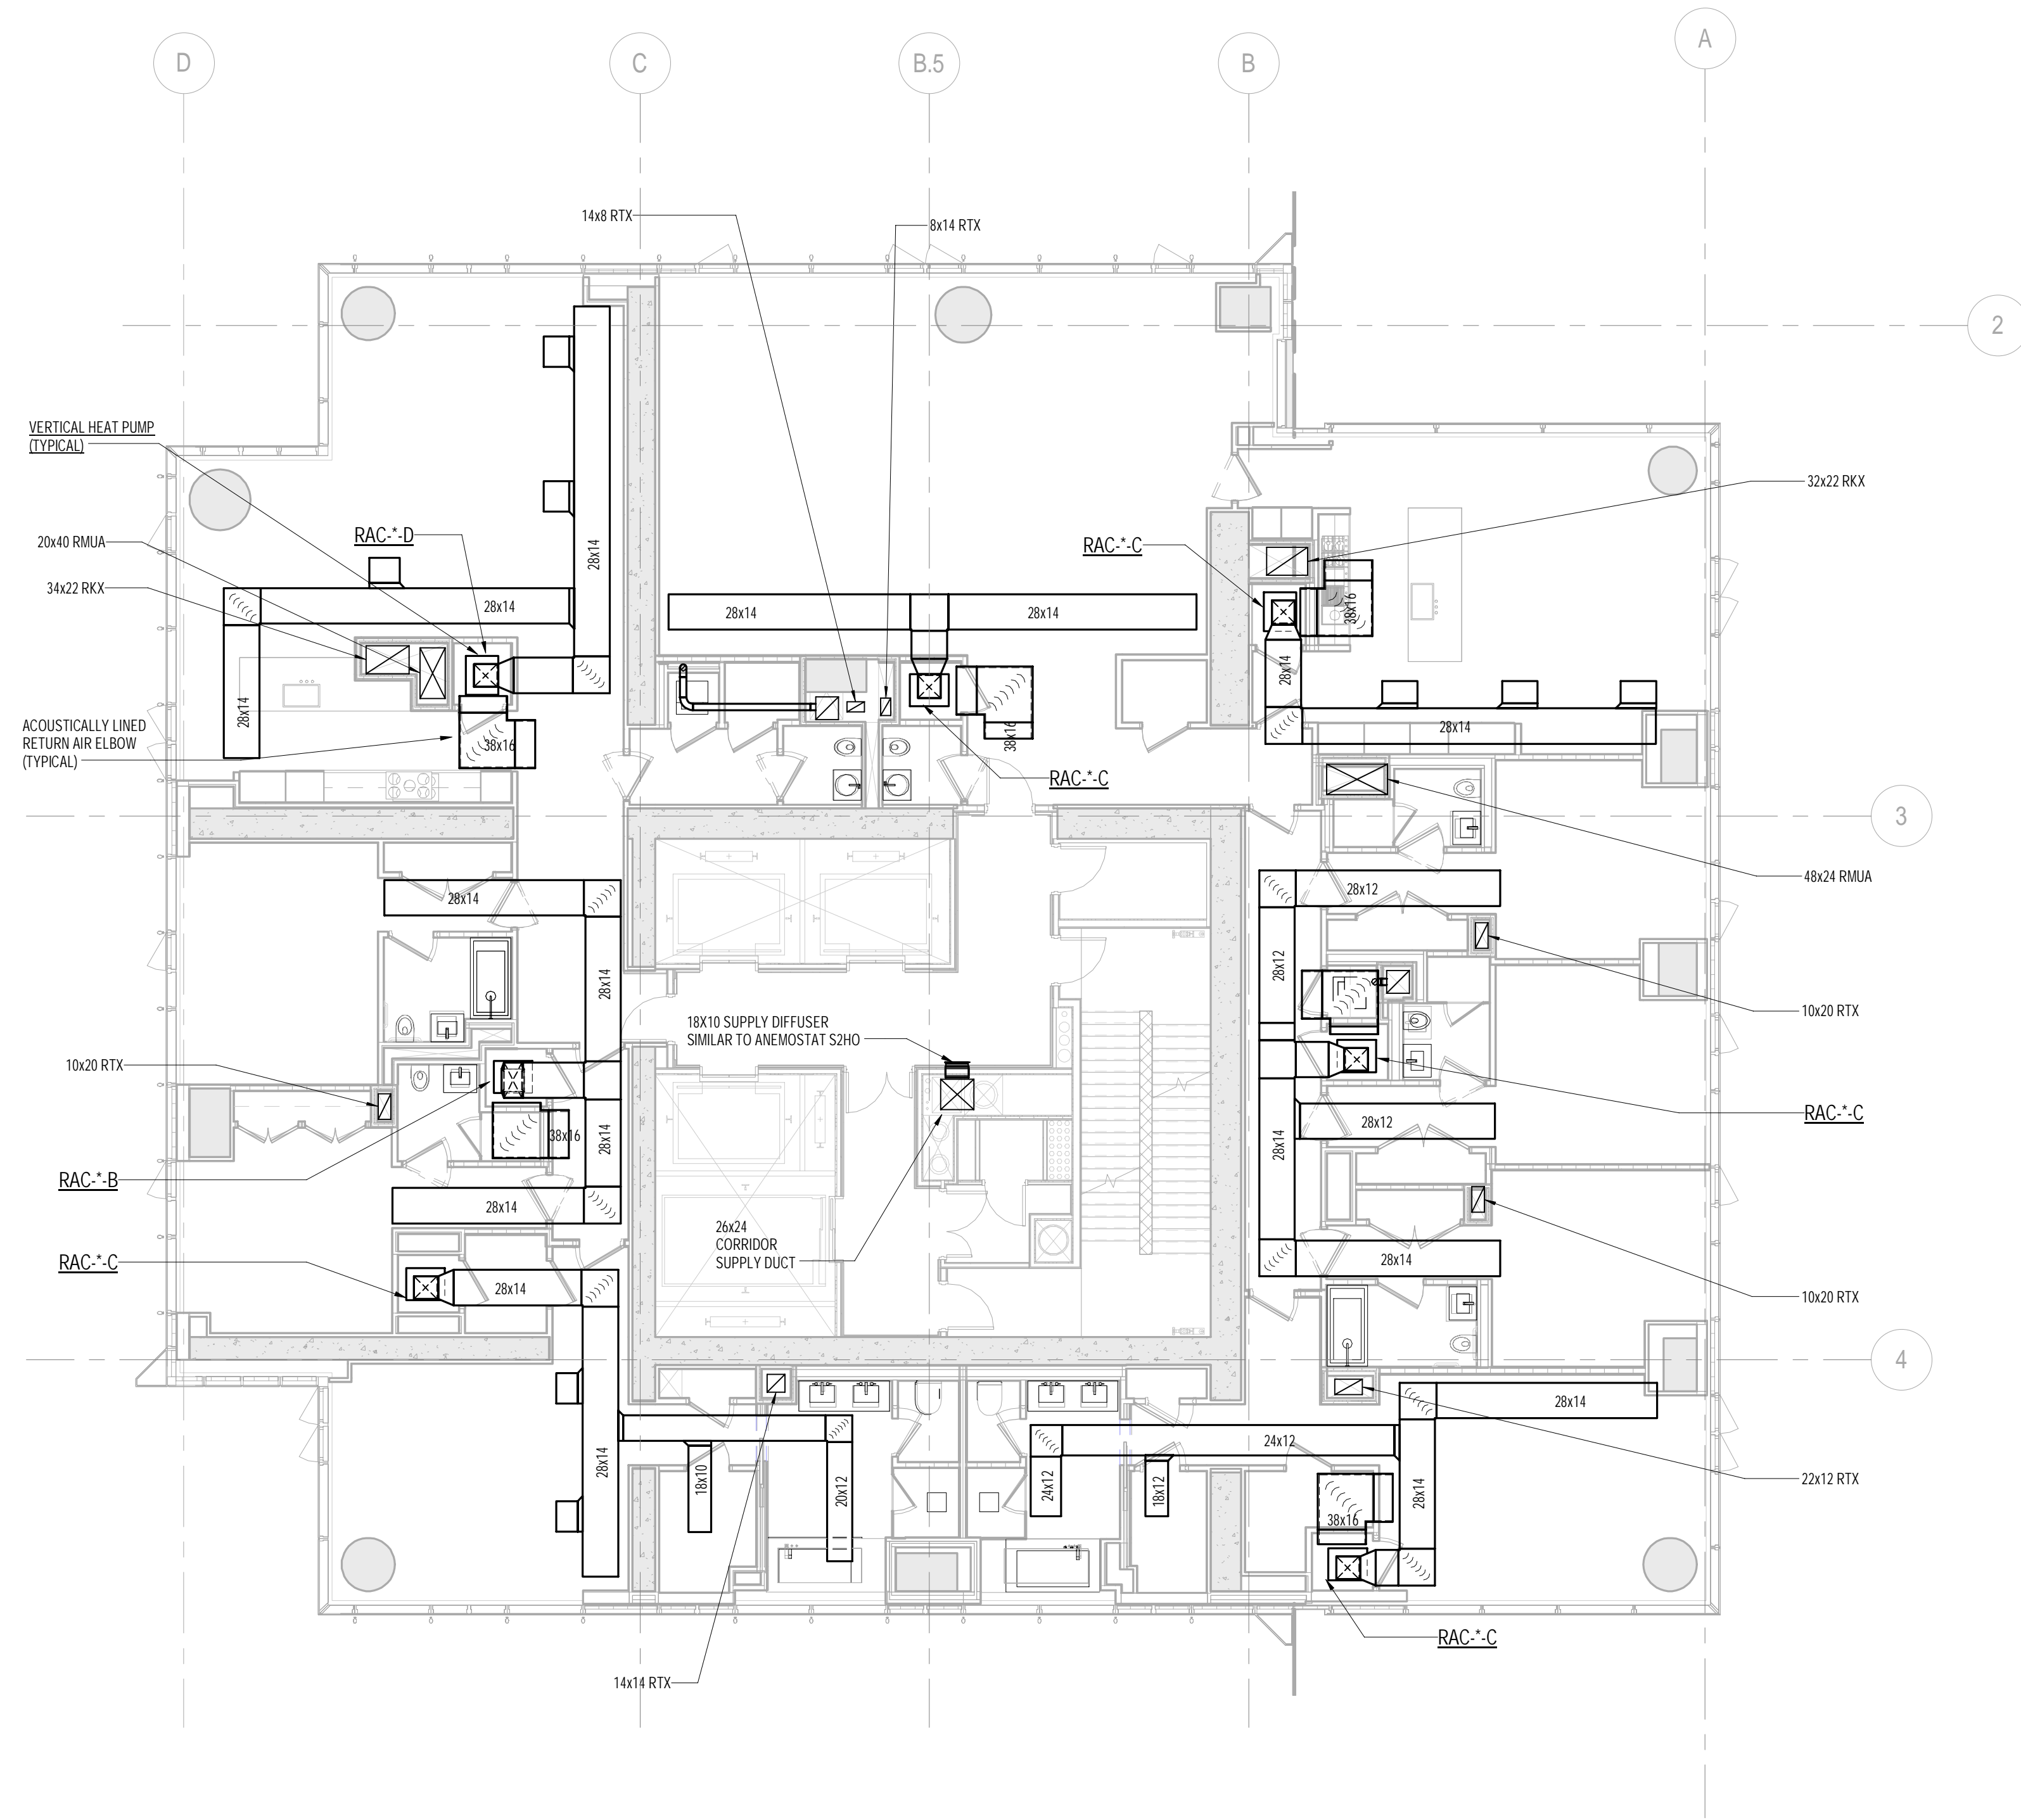 D
C
B.5
B
A
14x8 RTX
8x14 RTX
2
VERTICAL HEAT PUMP
(TYPICAL)
RAC-*-D
20x40 RMUA
34x22 RKX
28x14
28x14
28x14
ACOUSTICALLY LINED
RETURN AIR ELBOW
(TYPICAL)
38x16
28x14
28x14
38x16
RAC-*-C
RAC-*-C
32x22 RKX
38x16
28x14
28x14
3
48x24 RMUA
28x14
28x14
28x12
28x12
10x20 RTX
18X10 SUPPLY DIFFUSER
SIMILAR TO ANEMOSTAT S2HO
10x20 RTX
38x16
28x14
RAC-*-C
28x12
28x14
RAC-*-B
28x14
26x24
CORRIDOR
SUPPLY DUCT
RAC-*-C
28x14
28x14
10x20 RTX
4
28x14
28x14
24x12
18x10
20x12
24x12
18x12
28x14
38x16
22x12 RTX
RAC-*-C
14x14 RTX